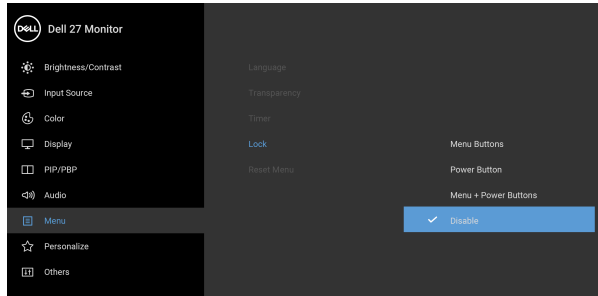 DELL Dell 27 Monitor
Brightness/Contrast Language
Input Source Transparency
Color Timer
Display Lock Menu Buttons
PIP/PBP Reset Menu Power Button
Audio Menu + Power Buttons
Menu Disable
Personalize
Others